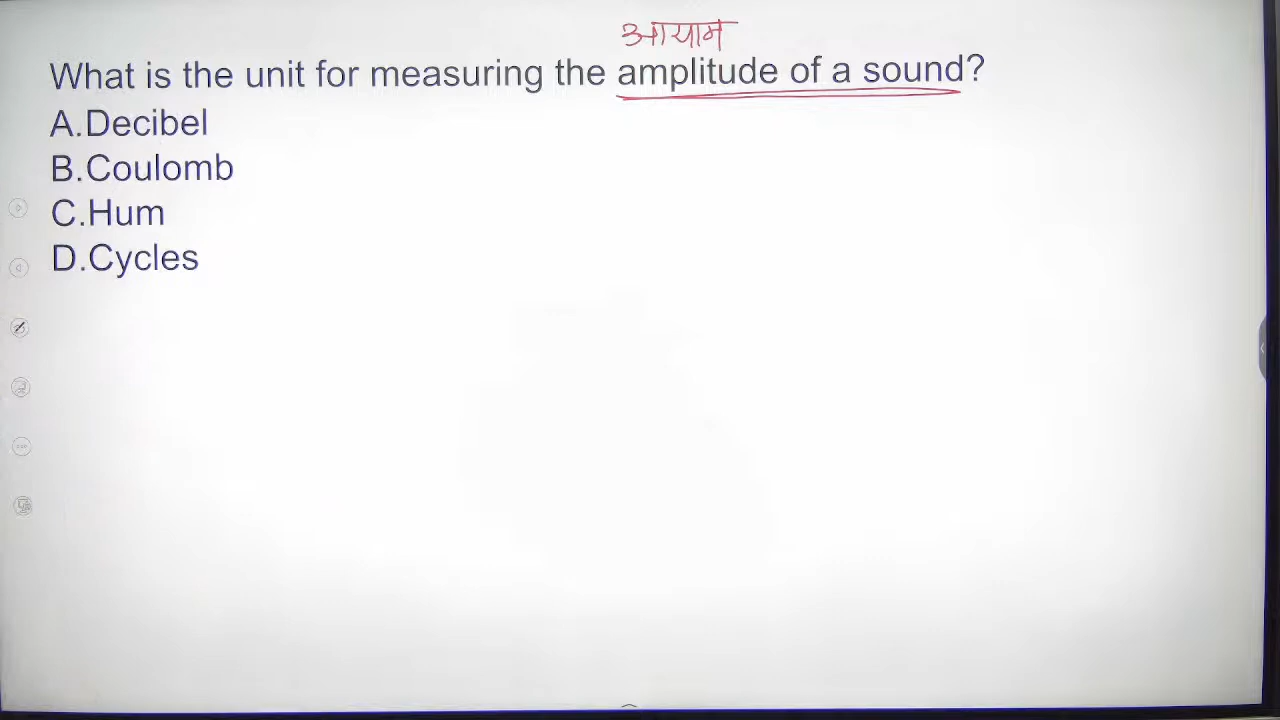 आयाम
What is the unit for measuring the amplitude of a sound?
A.Decibel
B.Coulomb
C.Hum
D.Cycles